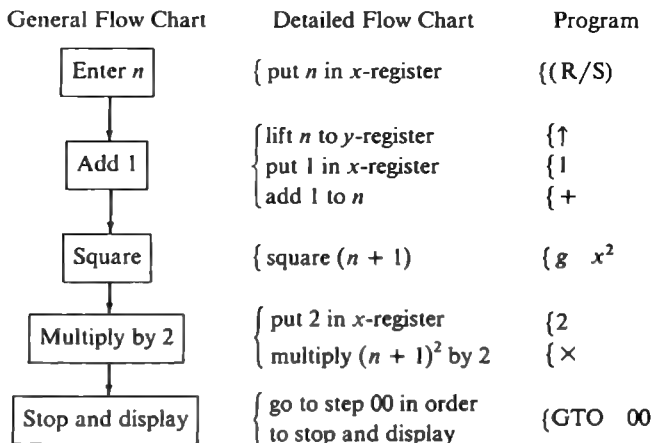 General Flow Chart Detailed Flow Chart Program
Enter n { put n in x-register {(R/S)
lift n to y-register {↑
Add 1 { put 1 in x-register {1
add 1 to n {+
Square { square (n + 1) {g x²
Multiply by 2 { put 2 in x-register {2
multiply (n + 1)² by 2 {×
Stop and display { go to step 00 in order {GTO 00
to stop and display